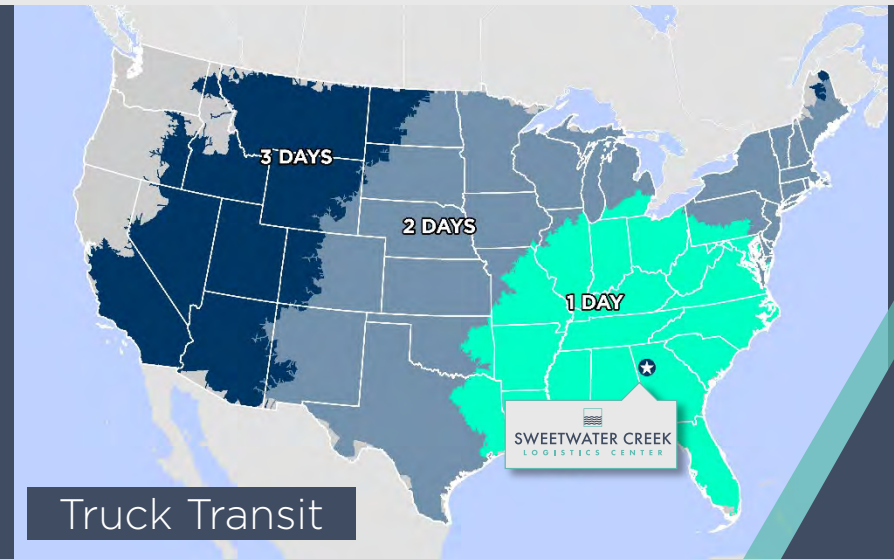 3 DAYS
2 DAYS
1 DAY
SWEETWATER CREEK
LOGISTICS CENTER
Truck Transit